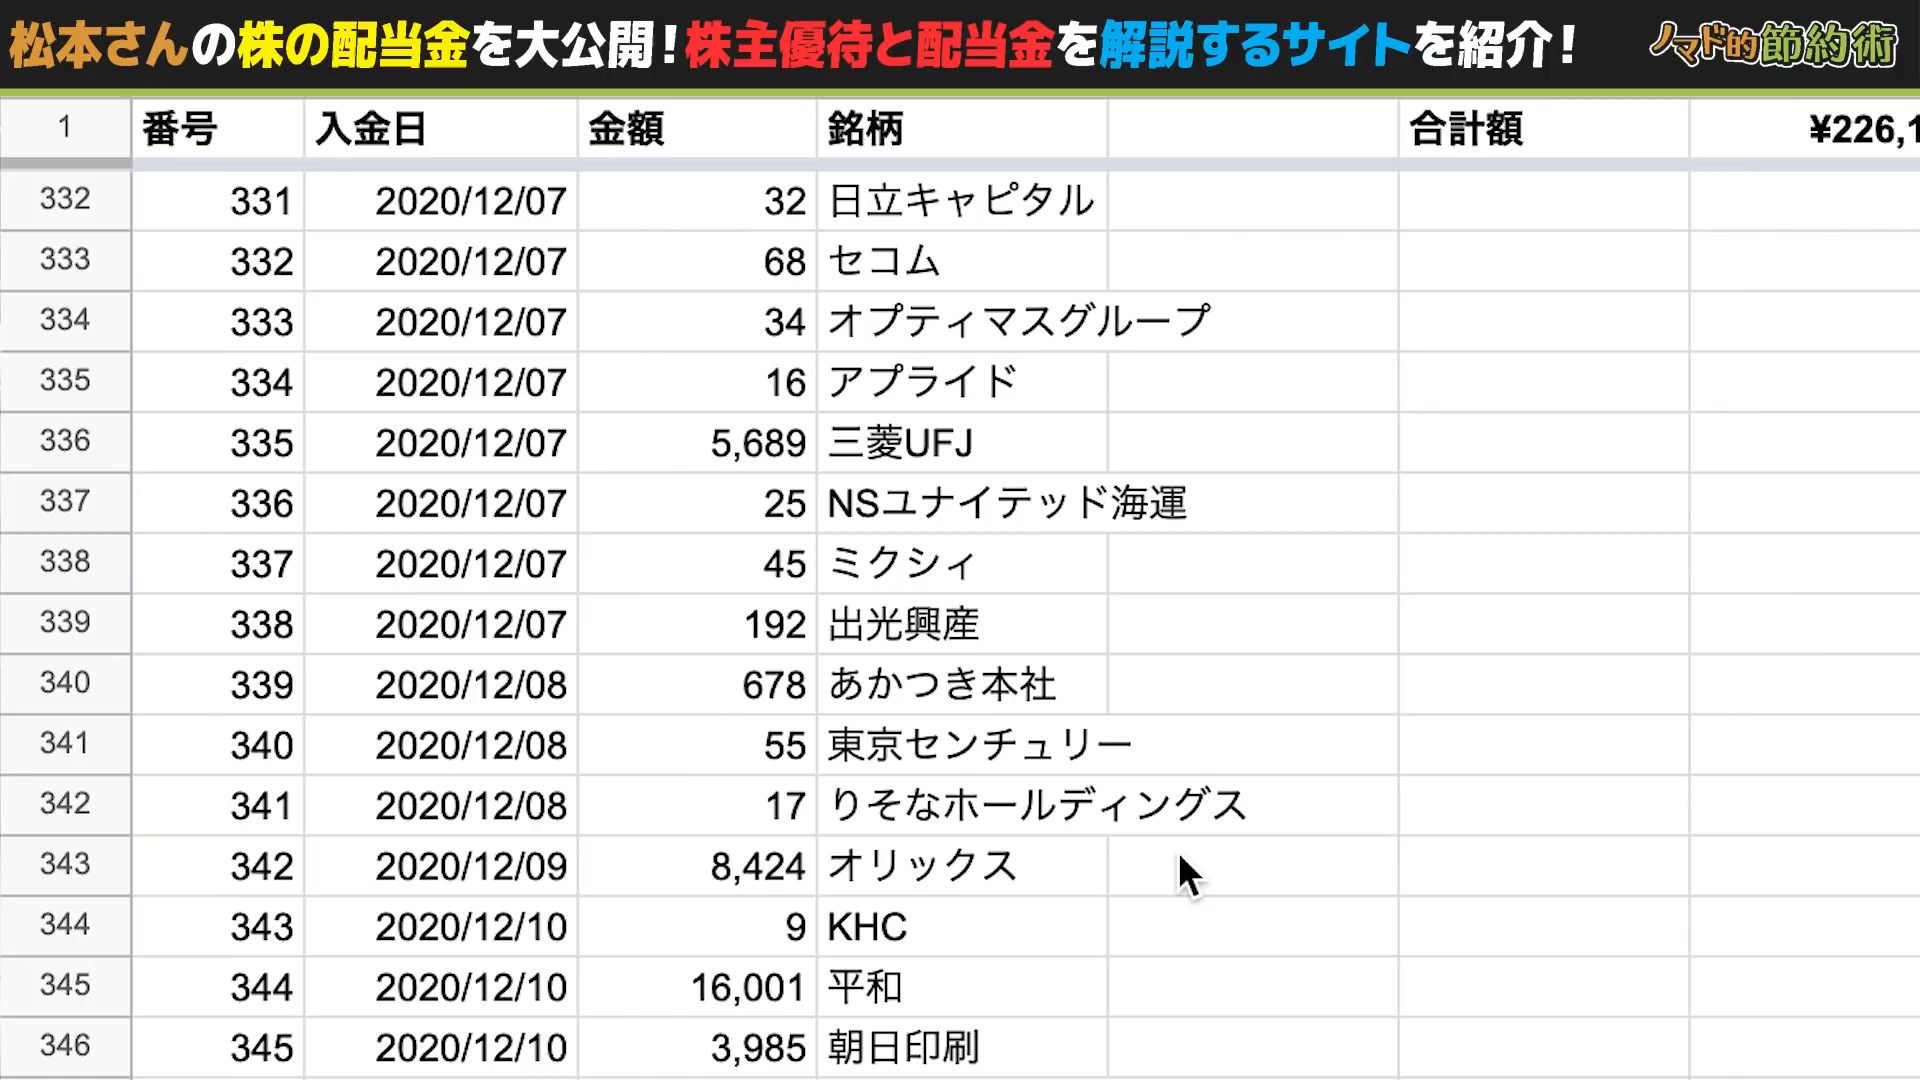 松本さんの株の配当金を大公開!株主優待と配当金を解説するサイトを紹介! ノマド的節約術
1 番号 入金日 金額 銘柄 合計額 ¥226,1
332 331 2020/12/07 32 日立キャピタル
333 332 2020/12/07 68 セコム
334 333 2020/12/07 34 オプティマスグループ
335 334 2020/12/07 16 アプライド
336 335 2020/12/07 5,689 三菱UFJ
337 336 2020/12/07 25 NSユナイテッド海運
338 337 2020/12/07 45 ミクシィ
339 338 2020/12/07 192 出光興産
340 339 2020/12/08 678 あかつき本社
341 340 2020/12/08 55 東京センチュリー
342 341 2020/12/08 17 りそなホールディングス
343 342 2020/12/09 8,424 オリックス
344 343 2020/12/10 9 KHC
345 344 2020/12/10 16,001 平和
346 345 2020/12/10 3,985 朝日印刷